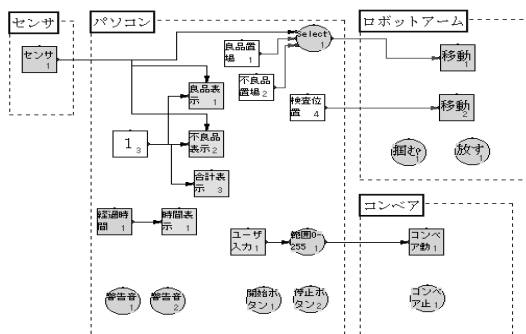 センサ
パソコン
ロボットアーム
センサ
1
良品置
場 1
Select
1
移動
1
不良品
置場 2
良品表
示 1
検査位
置 4
移動
2
1 3
不良品
表示 2
掴む
1
放す
1
合計表
示 3
コンベア
経過時
間 1
時間表
示 1
ユーザ
入力 1
範囲0-
255 1
コンベ
ア動 1
警告音
1
警告音
2
開始ボ
タン 1
停止ボ
タン 2
コンベ
ア止 1